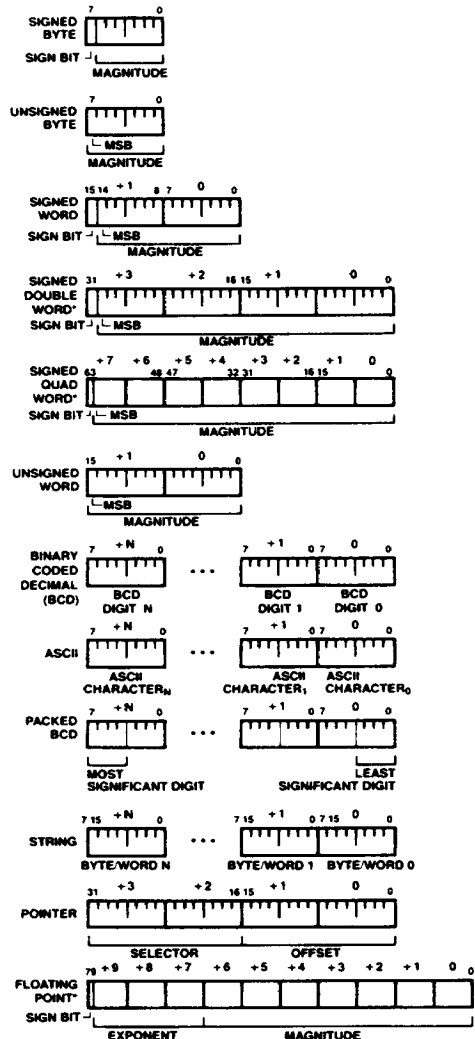 SIGNED BYTE
7 0
SIGN BIT
MAGNITUDE
UNSIGNED BYTE
7 0
MSB
MAGNITUDE
SIGNED WORD
15 14 +1 8 7 0 0
SIGN BIT
MSB
MAGNITUDE
SIGNED DOUBLE WORD*
31 +3 +2 16 15 +1 0 0
SIGN BIT
MSB
MAGNITUDE
SIGNED QUAD WORD*
+7 +6 +5 +4 +3 +2 +1 0
63 48 47 32 31 16 15 0
SIGN BIT
MSB
MAGNITUDE
UNSIGNED WORD
15 +1 0 0
MSB
MAGNITUDE
BINARY CODED DECIMAL (BCD)
7 +N 0 ••• 7 +1 0 7 0 0
BCD DIGIT N
BCD DIGIT 1
BCD DIGIT 0
ASCII
7 +N 0 ••• 7 +1 0 7 0 0
ASCII CHARACTERN
ASCII CHARACTER1
ASCII CHARACTER0
PACKED BCD
7 +N 0 ••• 7 +1 0 7 0 0
MOST SIGNIFICANT DIGIT
LEAST SIGNIFICANT DIGIT
STRING
7 15 +N 0 ••• 7 15 +1 0 7 15 0 0
BYTE/WORD N
BYTE/WORD 1
BYTE/WORD 0
POINTER
31 +3 +2 16 15 +1 0 0
SELECTOR
OFFSET
FLOATING POINT*
79 +9 +8 +7 +6 +5 +4 +3 +2 +1 0 0
SIGN BIT
EXPONENT
MAGNITUDE